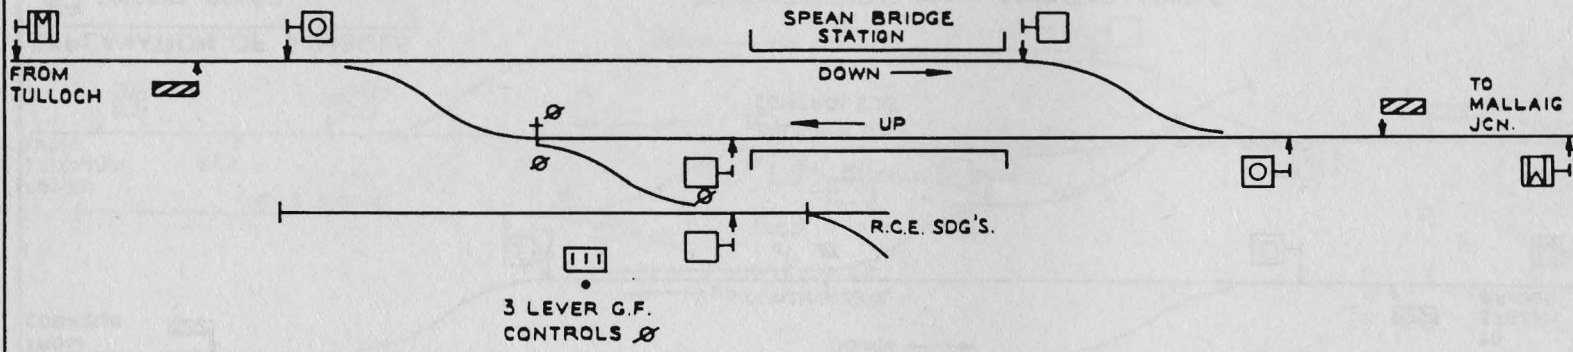 M
SPEAN BRIDGE
STATION
FROM
TULLOCH
DOWN
TO
MALLAIG
JCN.
UP
R.C.E. SDG'S.
3 LEVER G.F.
CONTROLS Ø